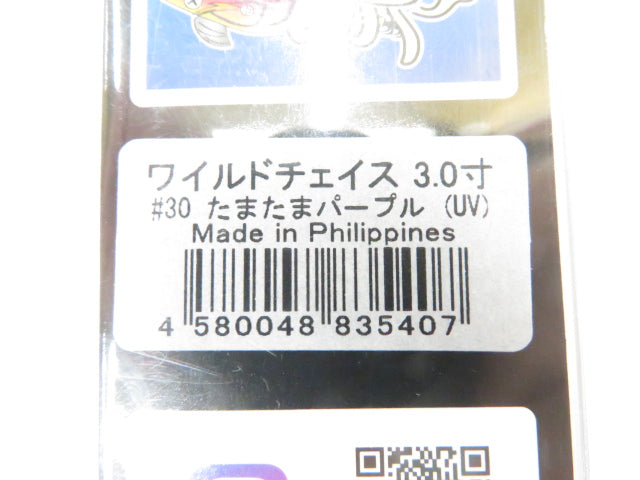 ワイルドチェイス 3.0寸
#30 たまたまパープル (UV)
Made in Philippines
4 580048 835407